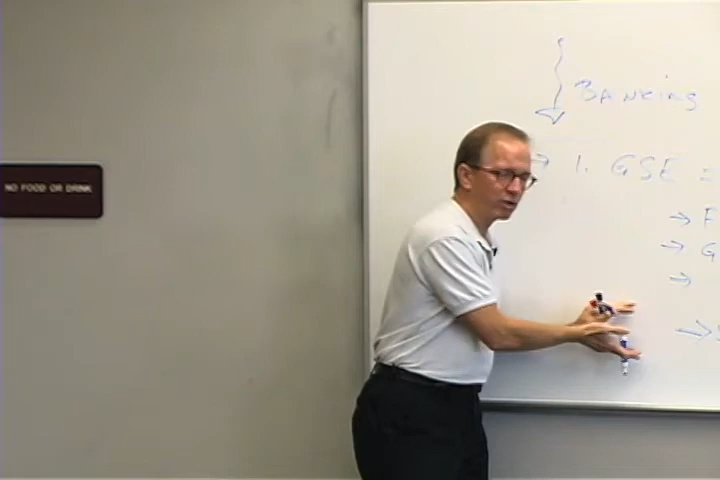 NO FOOD OR DRINK
BANKING
→ 1. GSE =
→ F
→ G
→
→